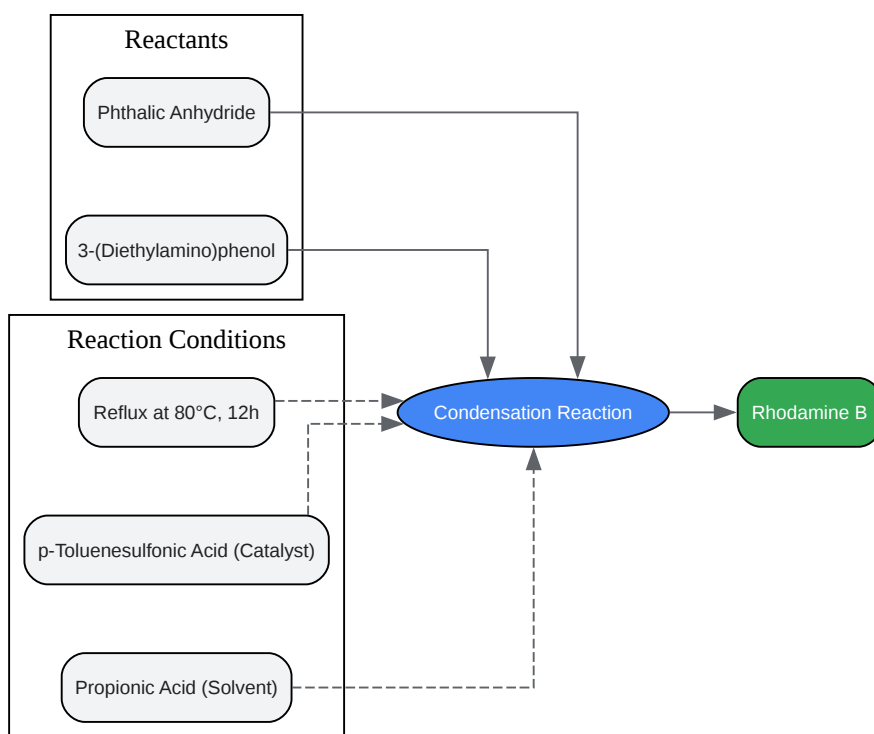 Reactants
Phthalic Anhydride
3-(Diethylamino)phenol
Reaction Conditions
Reflux at 80°C, 12h
Condensation Reaction
Rhodamine B
p-Toluenesulfonic Acid (Catalyst)
Propionic Acid (Solvent)